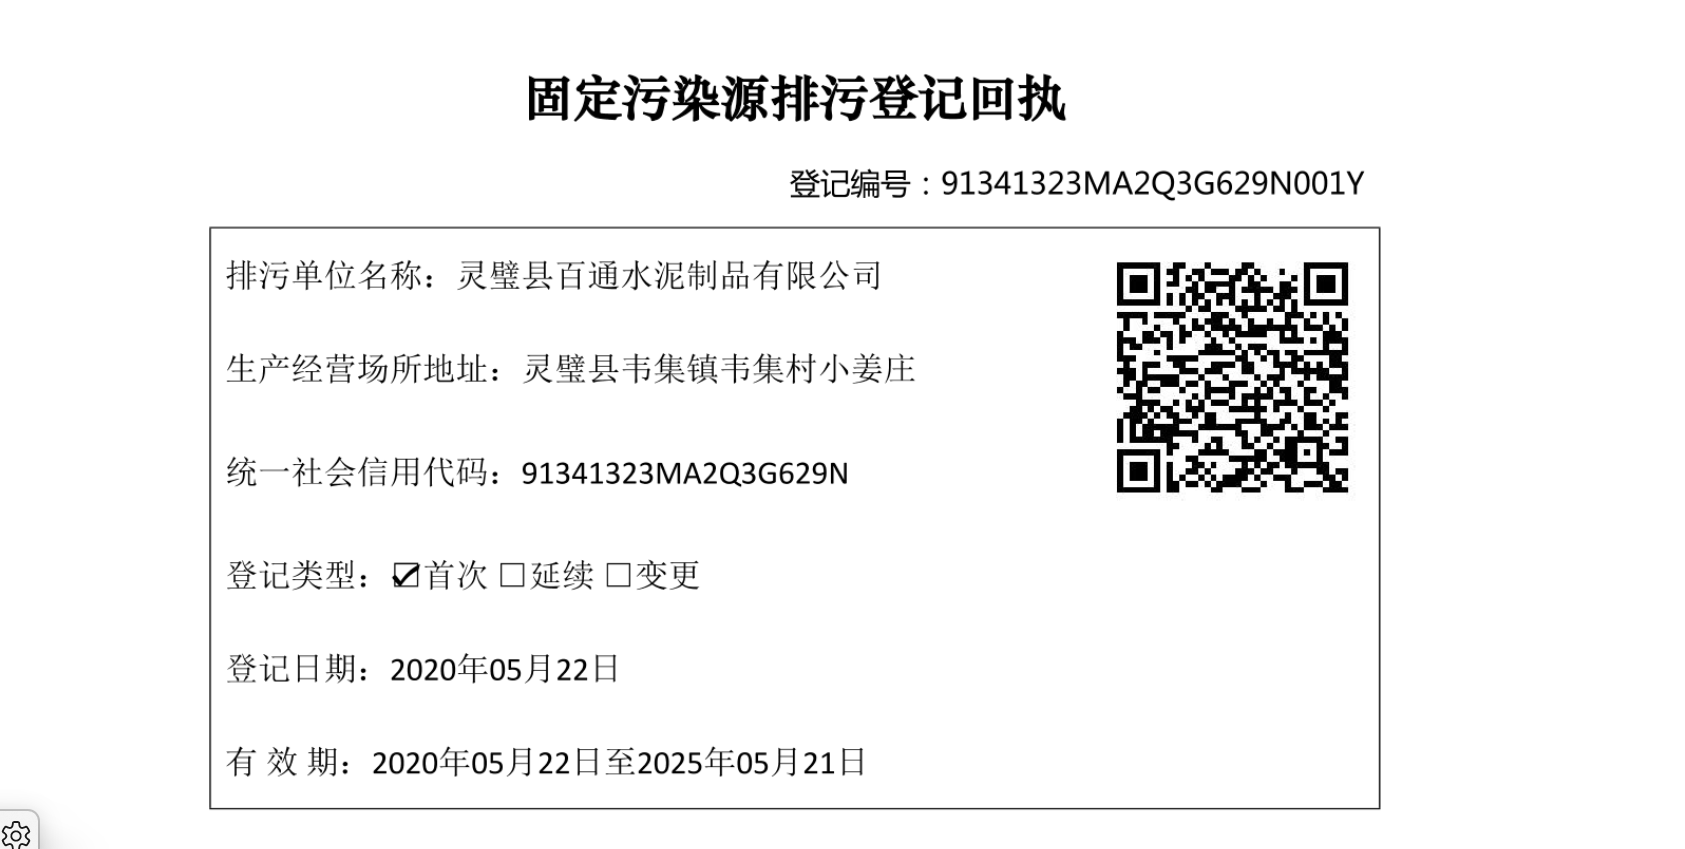 固定污染源排污登记回执
登记编号：91341323MA2Q3G629N001Y
排污单位名称：灵璧县百通水泥制品有限公司
生产经营场所地址：灵璧县韦集镇韦集村小姜庄
统一社会信用代码：91341323MA2Q3G629N
登记类型：☑首次 ☐延续 ☐变更
登记日期：2020年05月22日
有 效 期：2020年05月22日至2025年05月21日